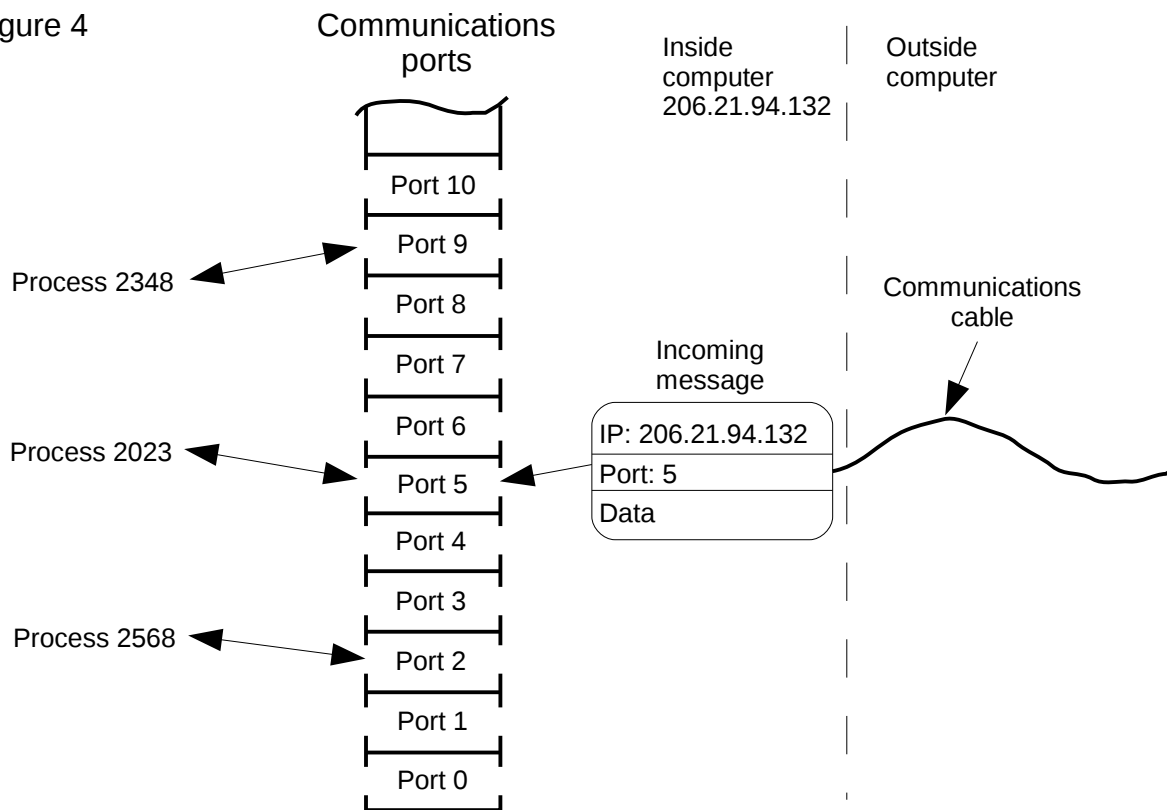 gure 4
Communications
ports
Inside
computer
206.21.94.132
Outside
computer
Port 10
Port 9
Process 2348
Port 8
Communications
cable
Port 7
Incoming
message
Port 6
IP: 206.21.94.132
Process 2023
Port 5
Port: 5
Data
Port 4
Port 3
Process 2568
Port 2
Port 1
Port 0